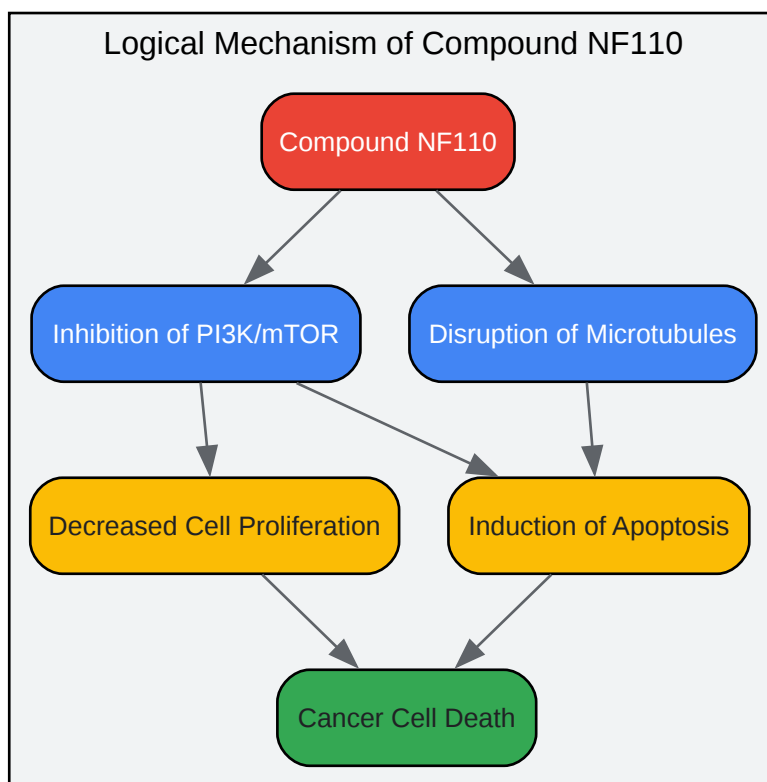 Logical Mechanism of Compound NF110
Compound NF110
Inhibition of PI3K/mTOR
Disruption of Microtubules
Decreased Cell Proliferation
Induction of Apoptosis
Cancer Cell Death